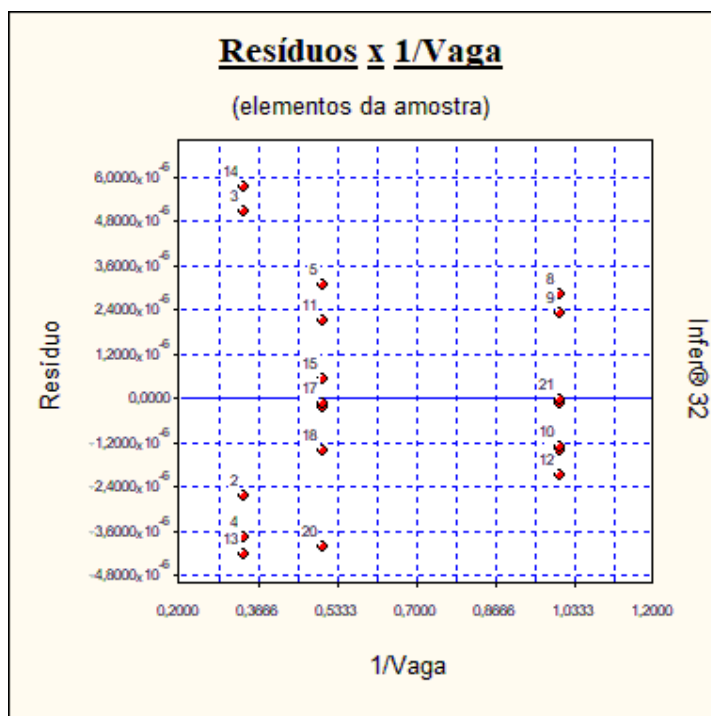 Resíduos x 1/Vaga
(elementos da amostra)
6,0000x10⁻⁶
4,8000x10⁻⁶
3,6000x10⁻⁶
2,4000x10⁻⁶
1,2000x10⁻⁶
0,0000
-1,2000x10⁻⁶
-2,4000x10⁻⁶
-3,6000x10⁻⁶
-4,8000x10⁻⁶
Resíduo
14
3
5
8
9
11
15
17
21
18
10
12
2
4
13
20
Infer® 32
0,2000 0,3666 0,5333 0,7000 0,8666 1,0333 1,2000
1/Vaga